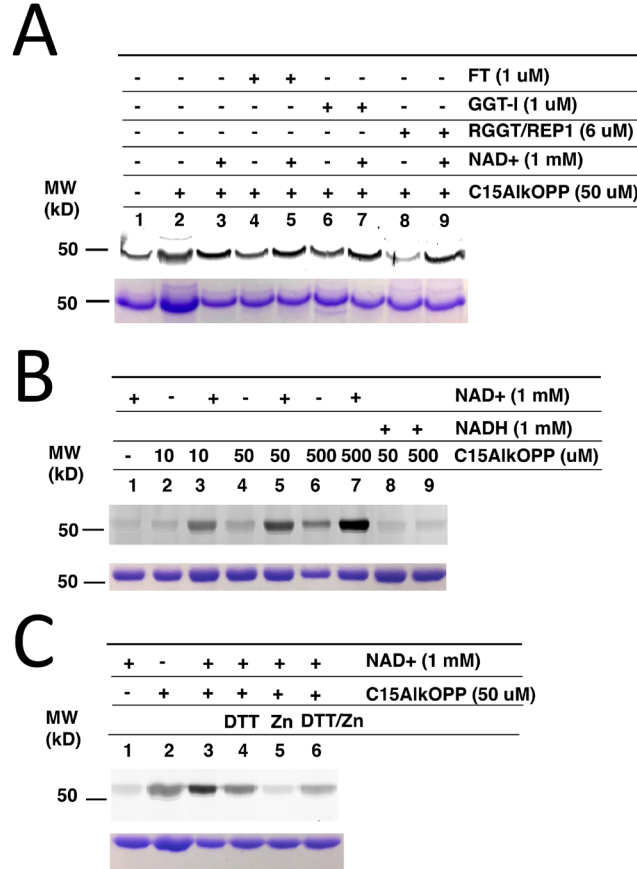 A
- - - + + - - - - FT (1 uM)
- - - - - + + - - GGT-I (1 uM)
- - - - - - - + + RGGT/REP1 (6 uM)
- - + - + - + - + NAD+ (1 mM)
MW
(kD)
- + + + + + + + + C15AlkOPP (50 uM)
1 2 3 4 5 6 7 8 9
50
50
B
+ - + - + - + NAD+ (1 mM)
+ + NADH (1 mM)
MW
(kD)
- 10 10 50 50 500 500 50 500 C15AlkOPP (uM)
1 2 3 4 5 6 7 8 9
50
50
C
+ - + + + + NAD+ (1 mM)
- + + + + + C15AlkOPP (50 uM)
MW
(kD)
DTT Zn DTT/Zn
1 2 3 4 5 6
50